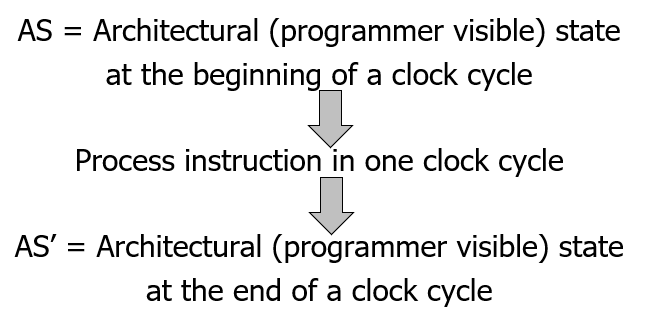 AS = Architectural (programmer visible) state
at the beginning of a clock cycle
Process instruction in one clock cycle
AS’ = Architectural (programmer visible) state
at the end of a clock cycle